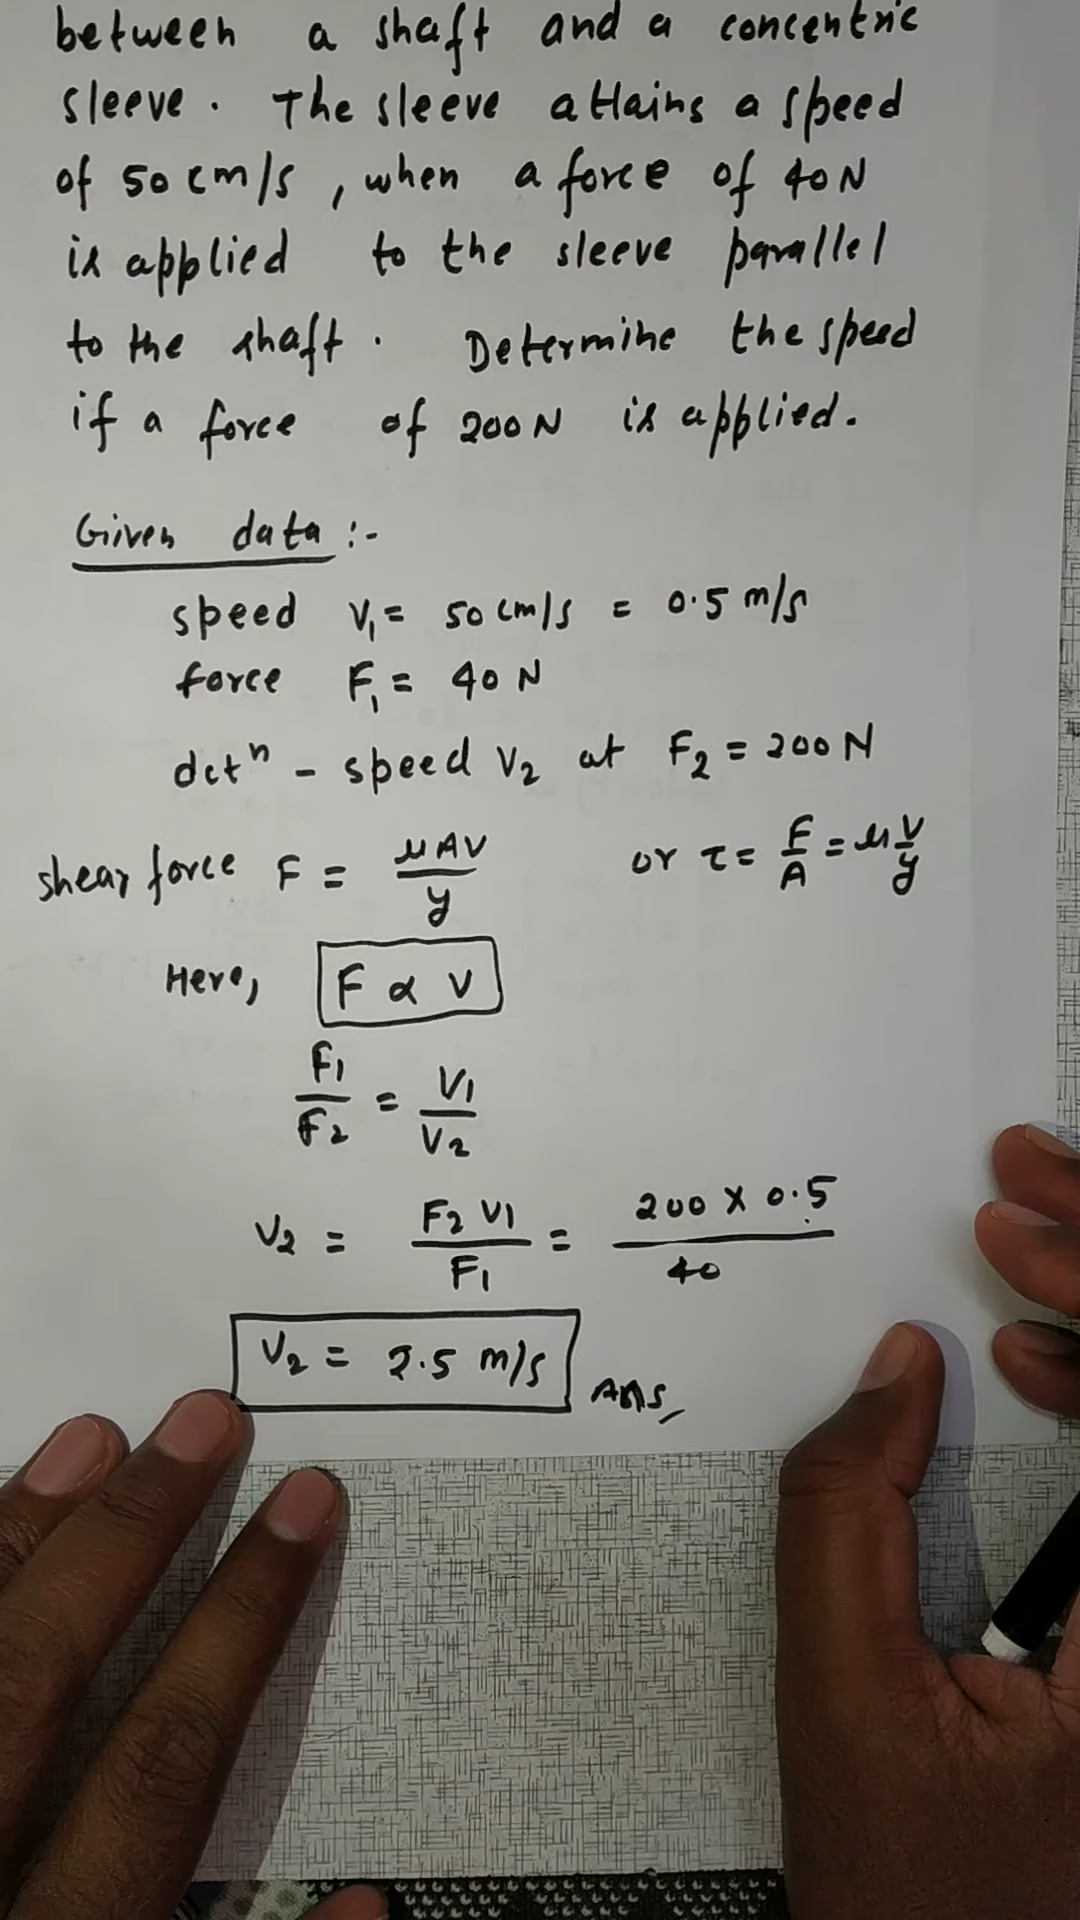 between a shaft and a concentric
sleeve. The sleeve attains a speed
of 50 cm/s, when a force of 40N
is applied to the sleeve parallel
to the shaft. Determine the speed
if a force of 200N is applied.
Given data :-
speed V₁ = 50 cm/s = 0.5 m/s
force F₁ = 40 N
detⁿ - speed V₂ at F₂ = 200 N
shear force F = μAV/y or τ = F/A = μ V/y
Here, F ∝ V
F₁/F₂ = V₁/V₂
V₂ = F₂ V₁/F₁ = 200 × 0.5/40
V₂ = 2.5 m/s Ans,